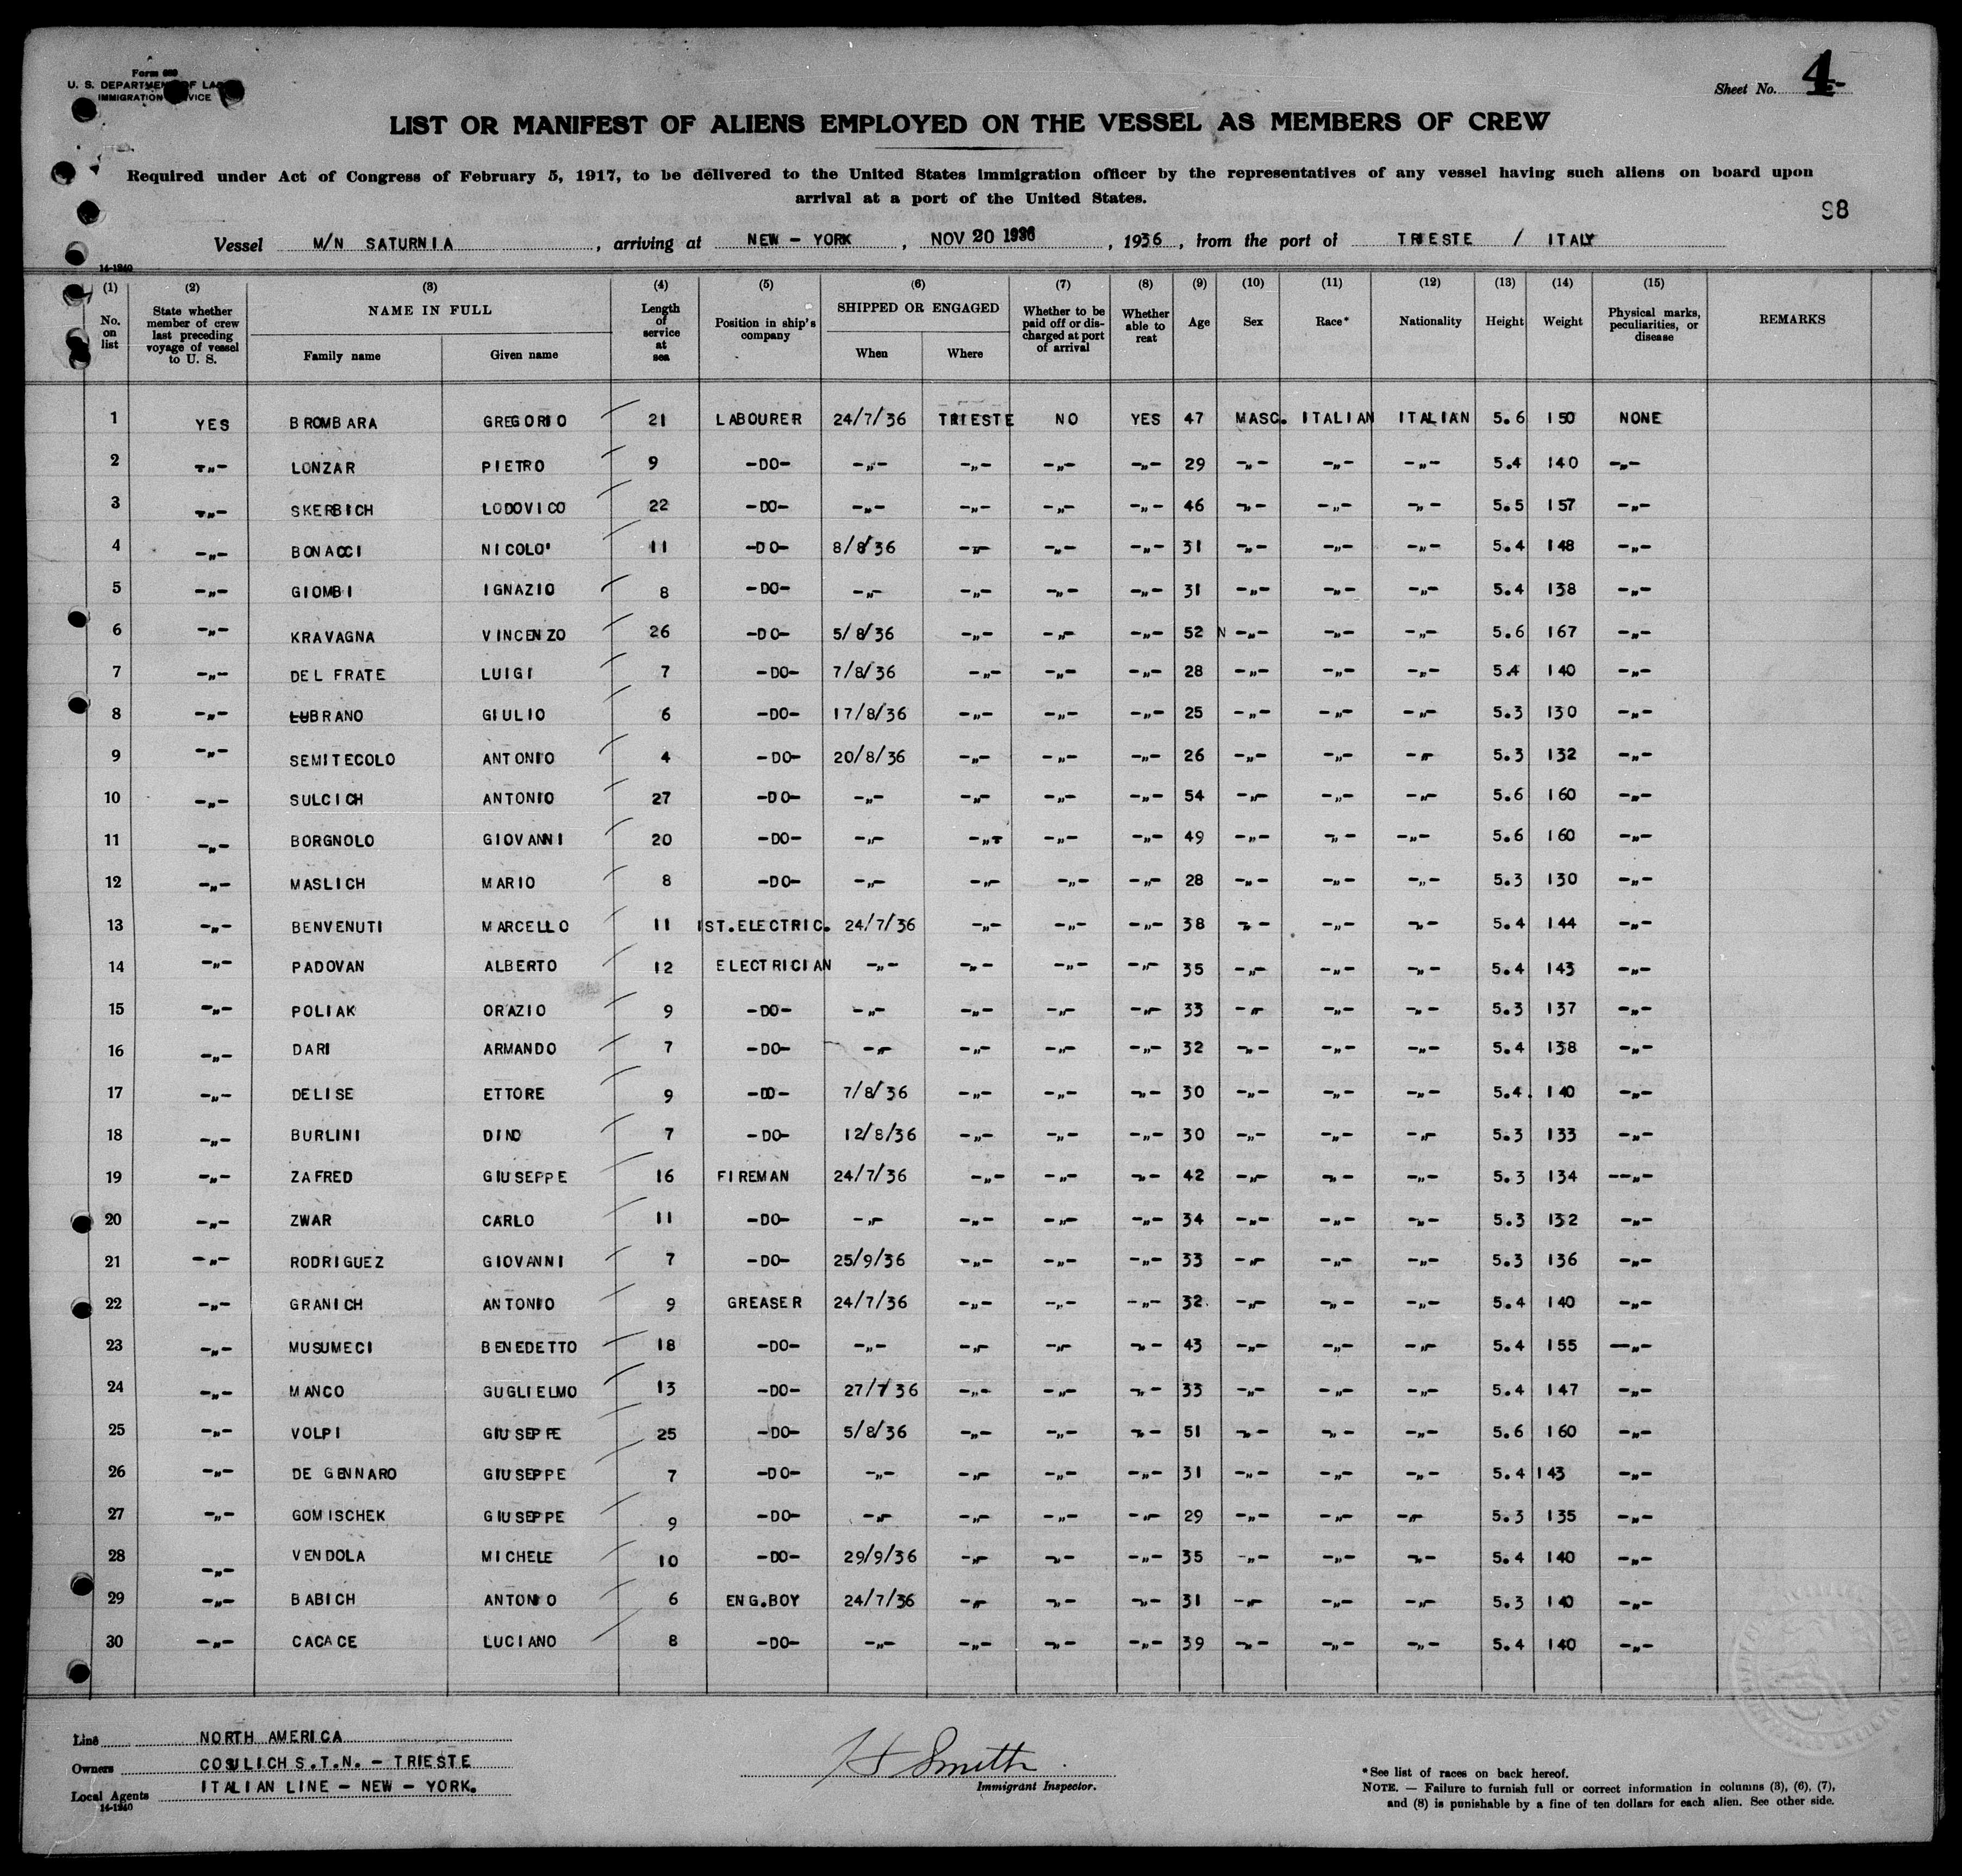 Form 689
U. S. DEPARTMENT OF LABOR
IMMIGRATION SERVICE
Sheet No. 4
LIST OR MANIFEST OF ALIENS EMPLOYED ON THE VESSEL AS MEMBERS OF CREW
Required under Act of Congress of February 5, 1917, to be delivered to the United States immigration officer by the representatives of any vessel having such aliens on board upon
arrival at a port of the United States.
98
Vessel M/N SATURNIA , arriving at NEW – YORK , NOV 20 1936 , 1936 , from the port of TRIESTE / ITALY
14-1240
(1) (2) (3) (4) (5) (6) (7) (8) (9) (10) (11) (12) (13) (14) (15)
No. on list State whether member of crew last preceding voyage of vessel to U. S. NAME IN FULL Family name Given name Length of service at sea Position in ship's company SHIPPED OR ENGAGED When Where Whether to be paid off or discharged at port of arrival Whether able to reat Age Sex Race* Nationality Height Weight Physical marks, peculiarities, or disease REMARKS
1 YES BROMBARA GREGORIO 21 LABOURER 24/7/36 TRIESTE NO YES 47 MASC. ITALIAN ITALIAN 5.6 150 NONE
2 -„- LONZAR PIETRO 9 -DO- -„- -„- -„- -„- 29 -„- -„- -„- 5.4 140 -„-
3 -„- SKERBICH LODOVICO 22 -DO- -„- -„- -„- -„- 46 -„- -„- -„- 5.5 157 -„-
4 -„- BONACCI NICOLO' 11 -DO- 8/8/36 -„- -„- -„- 31 -„- -„- -„- 5.4 148 -„-
5 -„- GIOMBI IGNAZIO 8 -DO- -„- -„- -„- -„- 31 -„- -„- -„- 5.4 138 -„-
6 -„- KRAVAGNA VINCENZO 26 -DO- 5/8/36 -„- -„- -„- 52 N -„- -„- -„- 5.6 167 -„-
7 -„- DEL FRATE LUIGI 7 -DO- 7/8/36 -„- -„- -„- 28 -„- -„- -„- 5.4 140 -„-
8 -„- LUBRANO GIULIO 6 -DO- 17/8/36 -„- -„- -„- 25 -„- -„- -„- 5.3 130 -„-
9 -„- SEMITECOLO ANTONIO 4 -DO- 20/8/36 -„- -„- -„- 26 -„- -„- -„- 5.3 132 -„-
10 -„- SULCICH ANTONIO 27 -DO- -„- -„- -„- -„- 54 -„- -„- -„- 5.6 160 -„-
11 -„- BORGNOLO GIOVANNI 20 -DO- -„- -„- -„- -„- 49 -„- -„- -„- 5.6 160 -„-
12 -„- MASLICH MARIO 8 -DO- -„- -„- -„- -„- 28 -„- -„- -„- 5.3 130 -„-
13 -„- BENVENUTI MARCELLO 11 1ST.ELECTRIC. 24/7/36 -„- -„- -„- 38 -„- -„- -„- 5.4 144 -„-
14 -„- PADOVAN ALBERTO 12 ELECTRICIAN -„- -„- -„- -„- 35 -„- -„- -„- 5.4 143 -„-
15 -„- POLIAK ORAZIO 9 -DO- -„- -„- -„- -„- 33 -„- -„- -„- 5.3 137 -„-
16 -„- DARI ARMANDO 7 -DO- -„- -„- -„- -„- 32 -„- -„- -„- 5.4 138 -„-
17 -„- DELISE ETTORE 9 -DO- 7/8/36 -„- -„- -„- 30 -„- -„- -„- 5.4. 140 -„-
18 -„- BURLINI DINO 7 -DO- 12/8/36 -„- -„- -„- 30 -„- -„- -„- 5.3 133 -„-
19 -„- ZAFRED GIUSEPPE 16 FIREMAN 24/7/36 -„- -„- -„- 42 -„- -„- -„- 5.3 134 --„-
20 -„- ZWAR CARLO 11 -DO- -„- -„- -„- -„- 34 -„- -„- -„- 5.3 132 -„-
21 -„- RODRIGUEZ GIOVANNI 7 -DO- 25/9/36 -„- -„- -„- 33 -„- -„- -„- 5.3 136 -„-
22 -„- GRANICH ANTONIO 9 GREASER 24/7/36 -„- -„- -„- 32 -„- -„- -„- 5.4 140 -„-
23 -„- MUSUMECI BENEDETTO 18 -DO- -„- -„- -„- -„- 43 -„- -„- -„- 5.4 155 -„-
24 -„- MANCO GUGLIELMO 13 -DO- 27/7/36 -„- -„- -„- 33 -„- -„- -„- 5.4 147 -„-
25 -„- VOLPI GIUSEPPE 25 -DO- 5/8/36 -„- -„- -„- 51 -„- -„- -„- 5.6 160 -„-
26 -„- DE GENNARO GIUSEPPE 7 -DO- -„- -„- -„- -„- 31 -„- -„- -„- 5.4 143 -„-
27 -„- GOMISCHEK GIUSEPPE 9 -DO- -„- -„- -„- -„- 29 -„- -„- -„- 5.3 135 -„-
28 -„- VENDOLA MICHELE 10 -DO- 29/9/36 -„- -„- -„- 35 -„- -„- -„- 5.4 140 -„-
29 -„- BABICH ANTONIO 6 ENG.BOY 24/7/36 -„- -„- -„- 31 -„- -„- -„- 5.3 140 -„-
30 -„- CACACE LUCIANO 8 -DO- -„- -„- -„- -„- 39 -„- -„- -„- 5.4 140 -„-
Line NORTH AMERICA
Owners COSULICH S.T.N. – TRIESTE
Local Agents ITALIAN LINE – NEW – YORK.
14-1240
H Smith
Immigrant Inspector.
*See list of races on back hereof.
NOTE. — Failure to furnish full or correct information in columns (3), (6), (7),
and (8) is punishable by a fine of ten dollars for each alien. See other side.